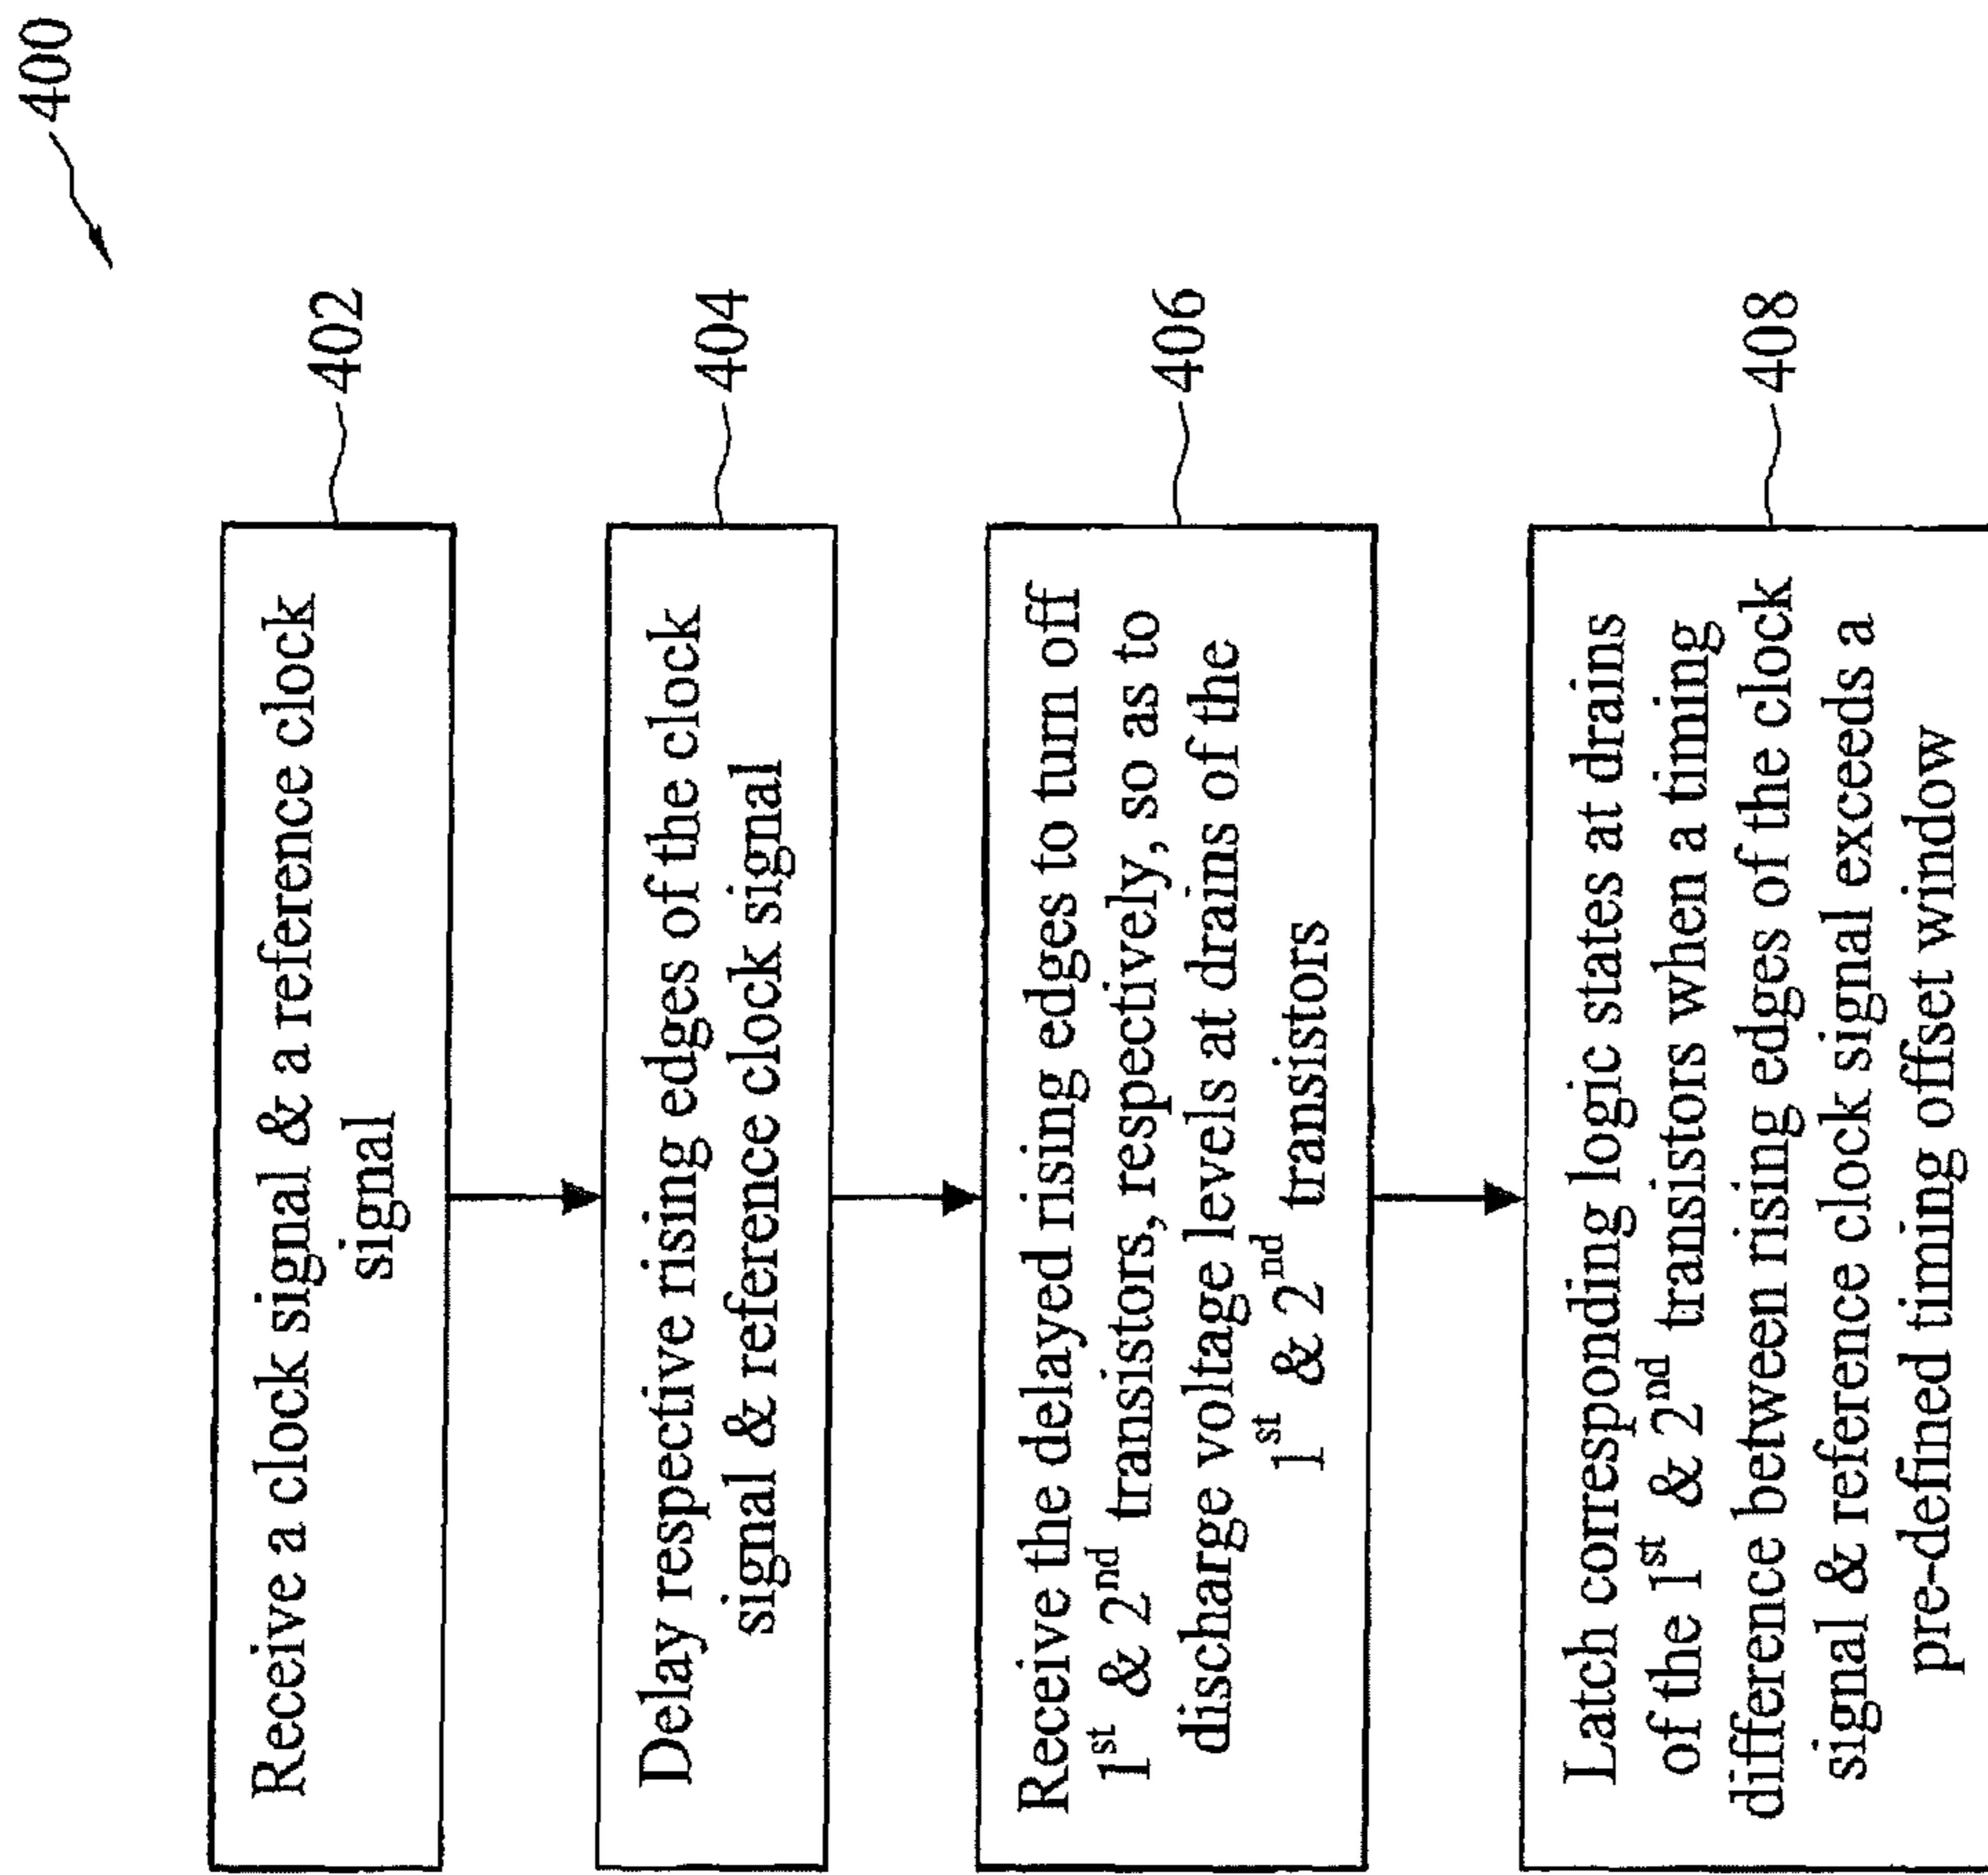 400
Receive a clock signal & a reference clock
signal
402
Delay respective rising edges of the clock
signal & reference clock signal
404
Receive the delayed rising edges to turn off
1st & 2nd transistors, respectively, so as to
discharge voltage levels at drains of the
1st & 2nd transistors
406
Latch corresponding logic states at drains
of the 1st & 2nd transistors when a timing
difference between rising edges of the clock
signal & reference clock signal exceeds a
pre-defined timing offset window
408